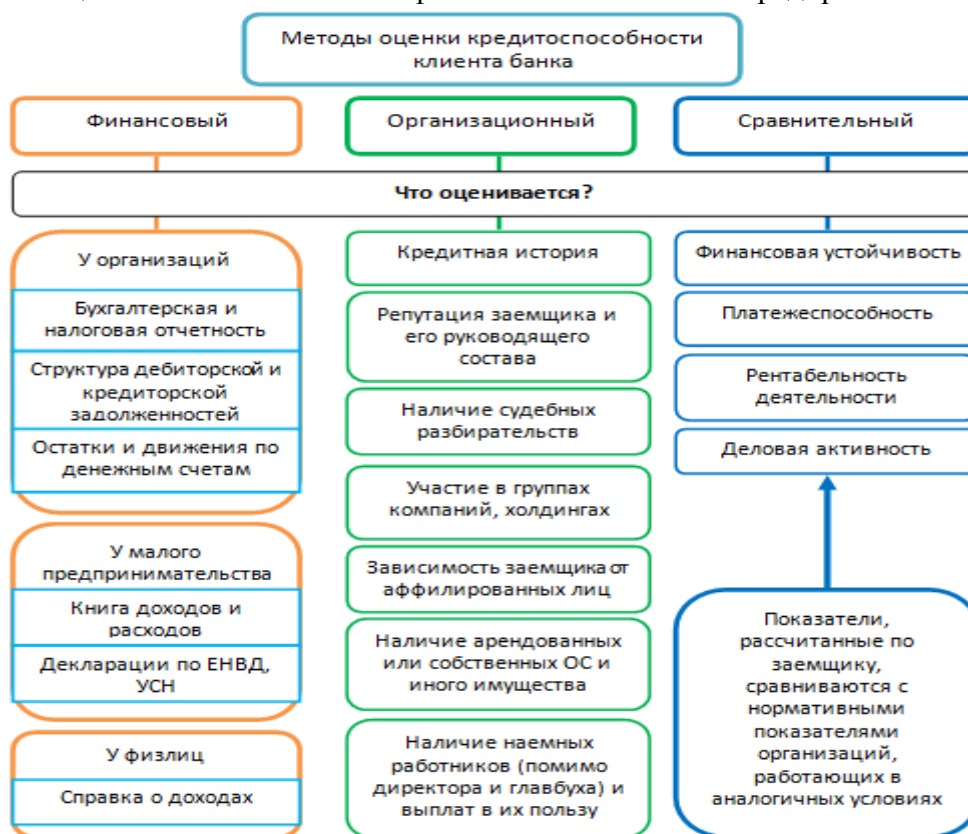 Методы оценки кредитоспособности
клиента банка
Финансовый
Организационный
Сравнительный
Что оценивается?
У организаций
Бухгалтерская и
налоговая отчетность
Структура дебиторской и
кредиторской
задолженностей
Остатки и движения по
денежным счетам
У малого
предпринимательства
Книга доходов и
расходов
Декларации по ЕНВД,
УСН
У физлиц
Справка о доходах
Кредитная история
Репутация заемщика и
его руководящего
состава
Наличие судебных
разбирательств
Участие в группах
компаний, холдингах
Зависимость заемщика от
аффилированных лиц
Наличие арендованных
или собственных ОС и
иного имущества
Наличие наемных
работников (помимо
директора и главбуха) и
выплат в их пользу
Финансовая устойчивость
Платежеспособность
Рентабельность
деятельности
Деловая активность
Показатели,
рассчитанные по
заемщику,
сравниваются с
нормативными
показателями
организаций,
работающих в
аналогичных условиях